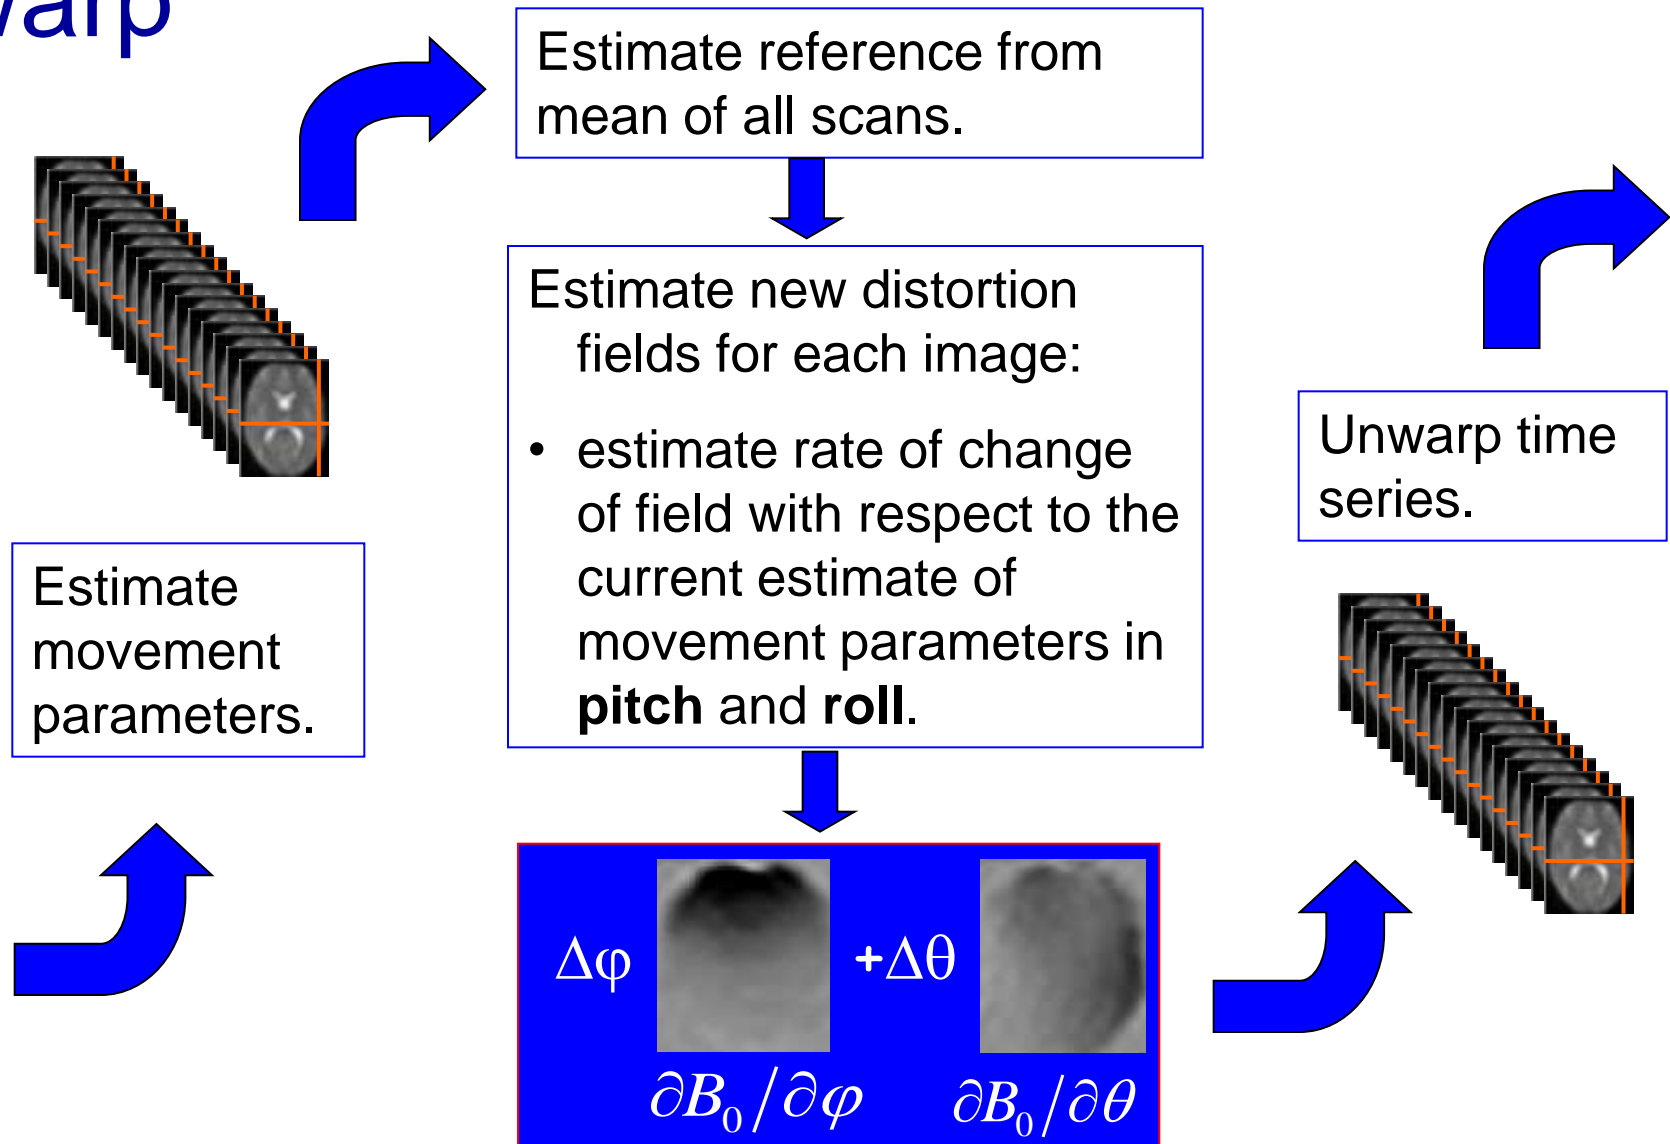 warp
Estimate reference from
mean of all scans.
Estimate new distortion
fields for each image:
• estimate rate of change
of field with respect to the
current estimate of
movement parameters in
pitch and roll.
Estimate
movement
parameters.
Unwarp time
series.
Δφ +Δθ
∂B₀/∂φ ∂B₀/∂θ